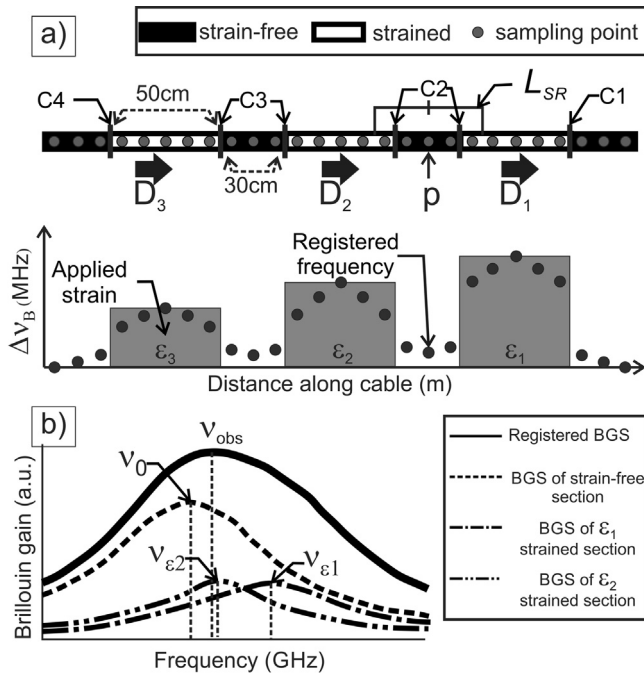 a)
strain-free strained sampling point
C4 50cm C3 C2 L_SR C1
30cm
D₃ D₂ p D₁
Δν_B (MHz)
Applied
strain
Registered
frequency
ε₃ ε₂ ε₁
Distance along cable (m)
b)
Brillouin gain (a.u.)
ν_obs
ν₀
ν_ε2 ν_ε1
Frequency (GHz)
Registered BGS
BGS of strain-free
section
BGS of ε₁
strained section
BGS of ε₂
strained section